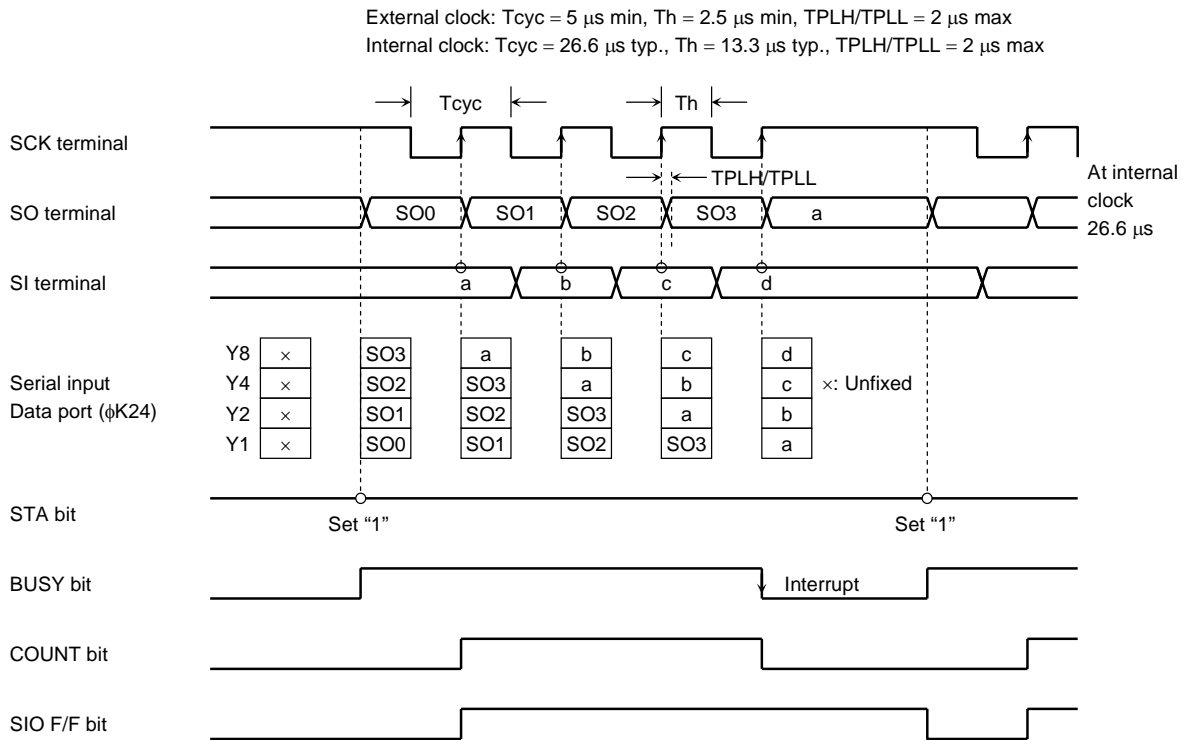 External clock: Tcyc = 5 μs min, Th = 2.5 μs min, TPLH/TPLL = 2 μs max
Internal clock: Tcyc = 26.6 μs typ., Th = 13.3 μs typ., TPLH/TPLL = 2 μs max
Tcyc
Th
SCK terminal
TPLH/TPLL
At internal
clock
26.6 μs
SO terminal
SO0 SO1 SO2 SO3 a
SI terminal
a b c d
Serial input
Data port (φK24)
Y8 × SO3 a b c d
Y4 × SO2 SO3 a b c ×: Unfixed
Y2 × SO1 SO2 SO3 a b
Y1 × SO0 SO1 SO2 SO3 a
STA bit
Set “1” Set “1”
BUSY bit
Interrupt
COUNT bit
SIO F/F bit